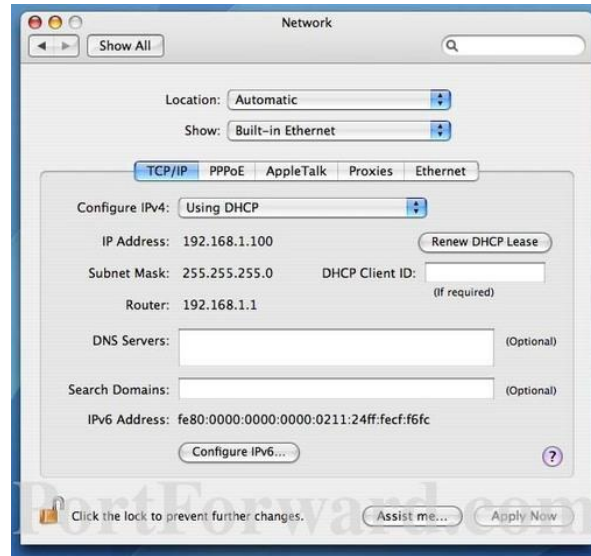 Network
Show All
Location: Automatic
Show: Built-in Ethernet
TCP/IP PPPoE AppleTalk Proxies Ethernet
Configure IPv4: Using DHCP
IP Address: 192.168.1.100 Renew DHCP Lease
Subnet Mask: 255.255.255.0 DHCP Client ID:
(If required)
Router: 192.168.1.1
DNS Servers: (Optional)
Search Domains: (Optional)
IPv6 Address: fe80:0000:0000:0000:0211:24ff:fecf:f6fc
Configure IPv6... ?
PortForward.com
Click the lock to prevent further changes. Assist me... Apply Now